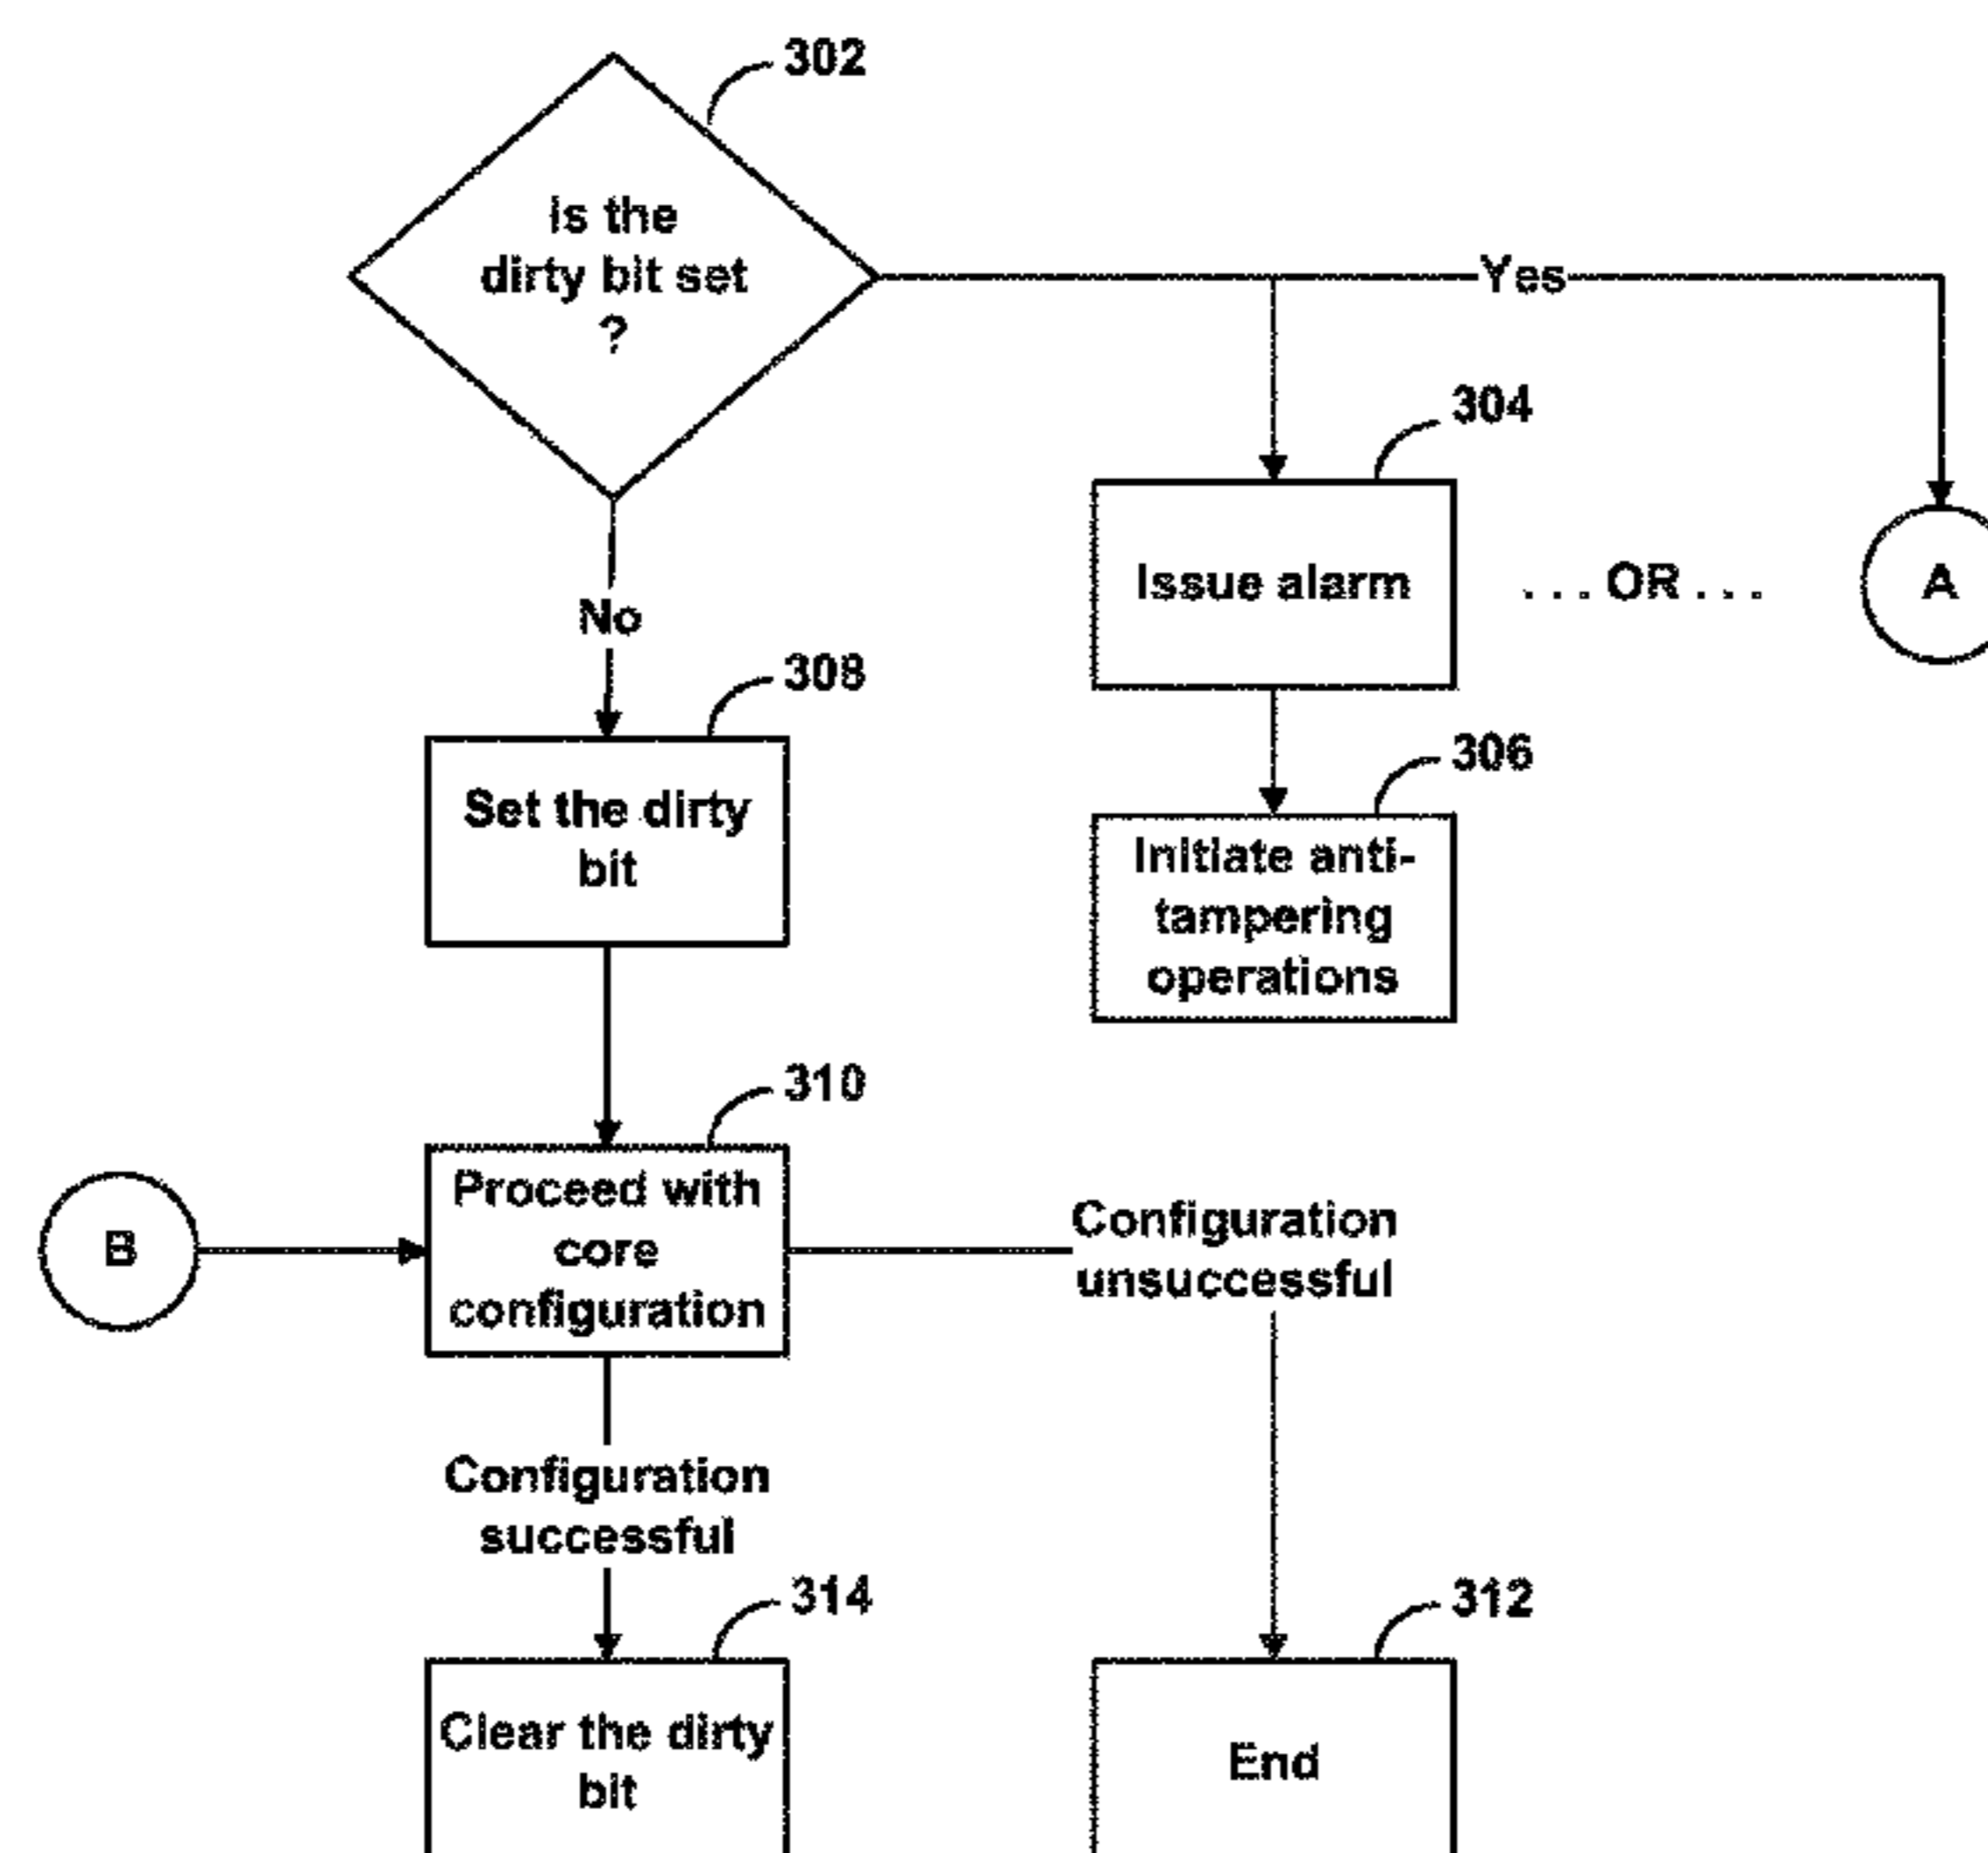 302
Is the
dirty bit set
?
Yes
304
Issue alarm
. . . OR . . .
A
No
308
Set the dirty
bit
306
Initiate anti-
tampering
operations
310
B
Proceed with
core
configuration
Configuration
unsuccessful
Configuration
successful
314
Clear the dirty
bit
312
End